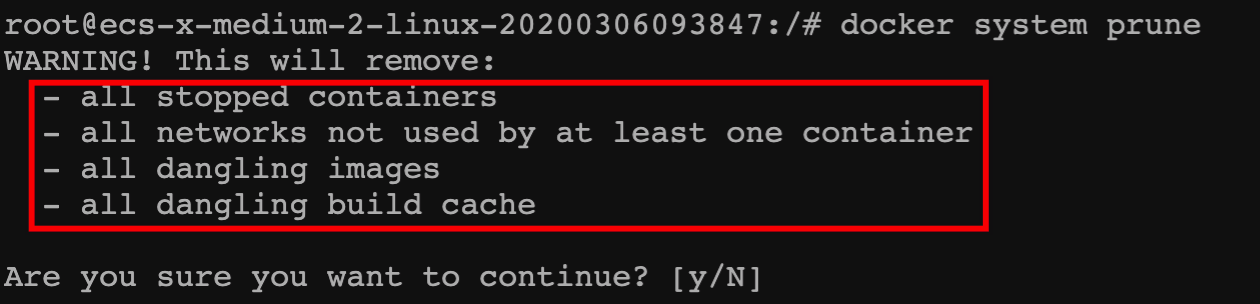 root@ecs-x-medium-2-linux-20200306093847:/# docker system prune
WARNING! This will remove:
- all stopped containers
- all networks not used by at least one container
- all dangling images
- all dangling build cache
Are you sure you want to continue? [y/N]